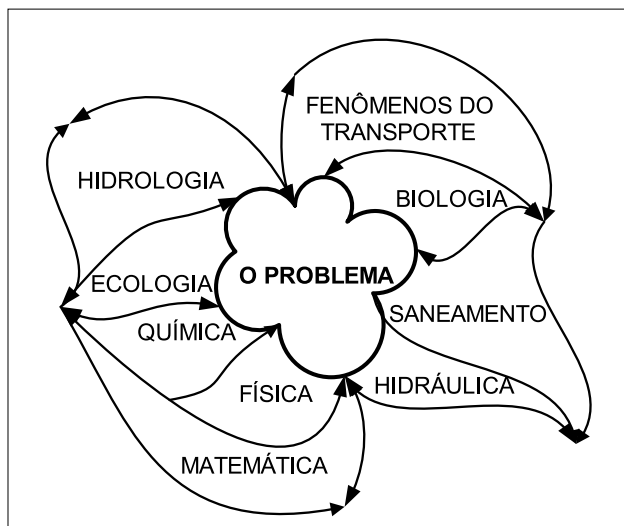 FENÔMENOS DO
TRANSPORTE
HIDROLOGIA
BIOLOGIA
O PROBLEMA
ECOLOGIA
SANEAMENTO
QUÍMICA
HIDRÁULICA
FÍSICA
MATEMÁTICA